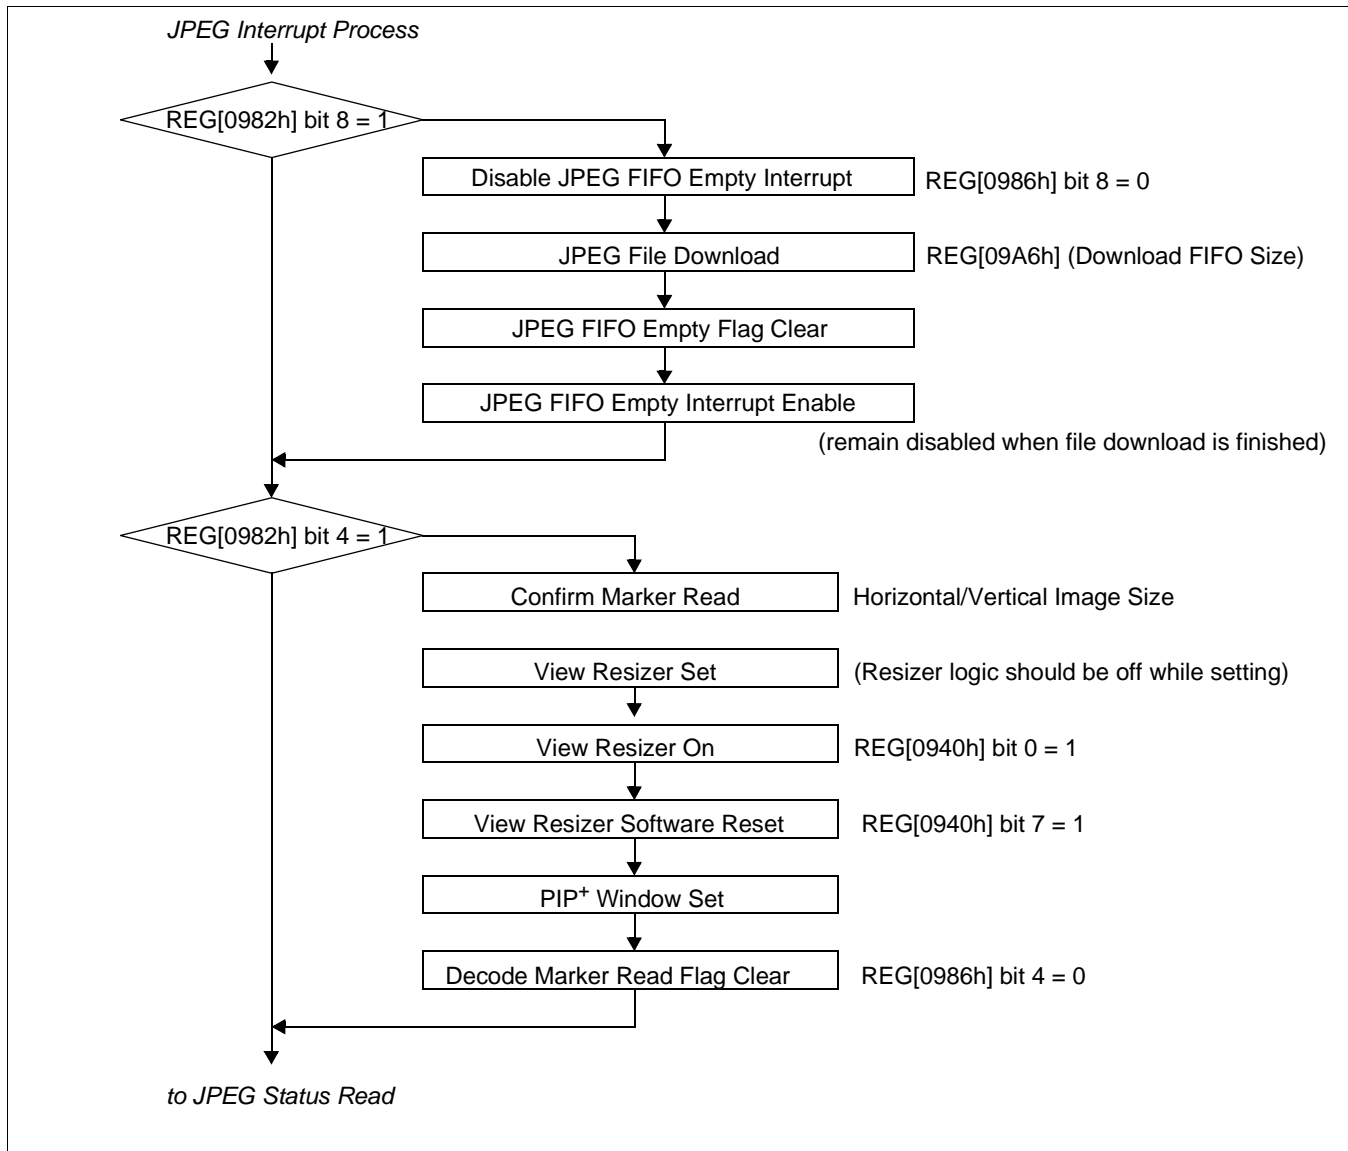 JPEG Interrupt Process
REG[0982h] bit 8 = 1
Disable JPEG FIFO Empty Interrupt REG[0986h] bit 8 = 0
JPEG File Download REG[09A6h] (Download FIFO Size)
JPEG FIFO Empty Flag Clear
JPEG FIFO Empty Interrupt Enable
(remain disabled when file download is finished)
REG[0982h] bit 4 = 1
Confirm Marker Read Horizontal/Vertical Image Size
View Resizer Set (Resizer logic should be off while setting)
View Resizer On REG[0940h] bit 0 = 1
View Resizer Software Reset REG[0940h] bit 7 = 1
PIP+ Window Set
Decode Marker Read Flag Clear REG[0986h] bit 4 = 0
to JPEG Status Read